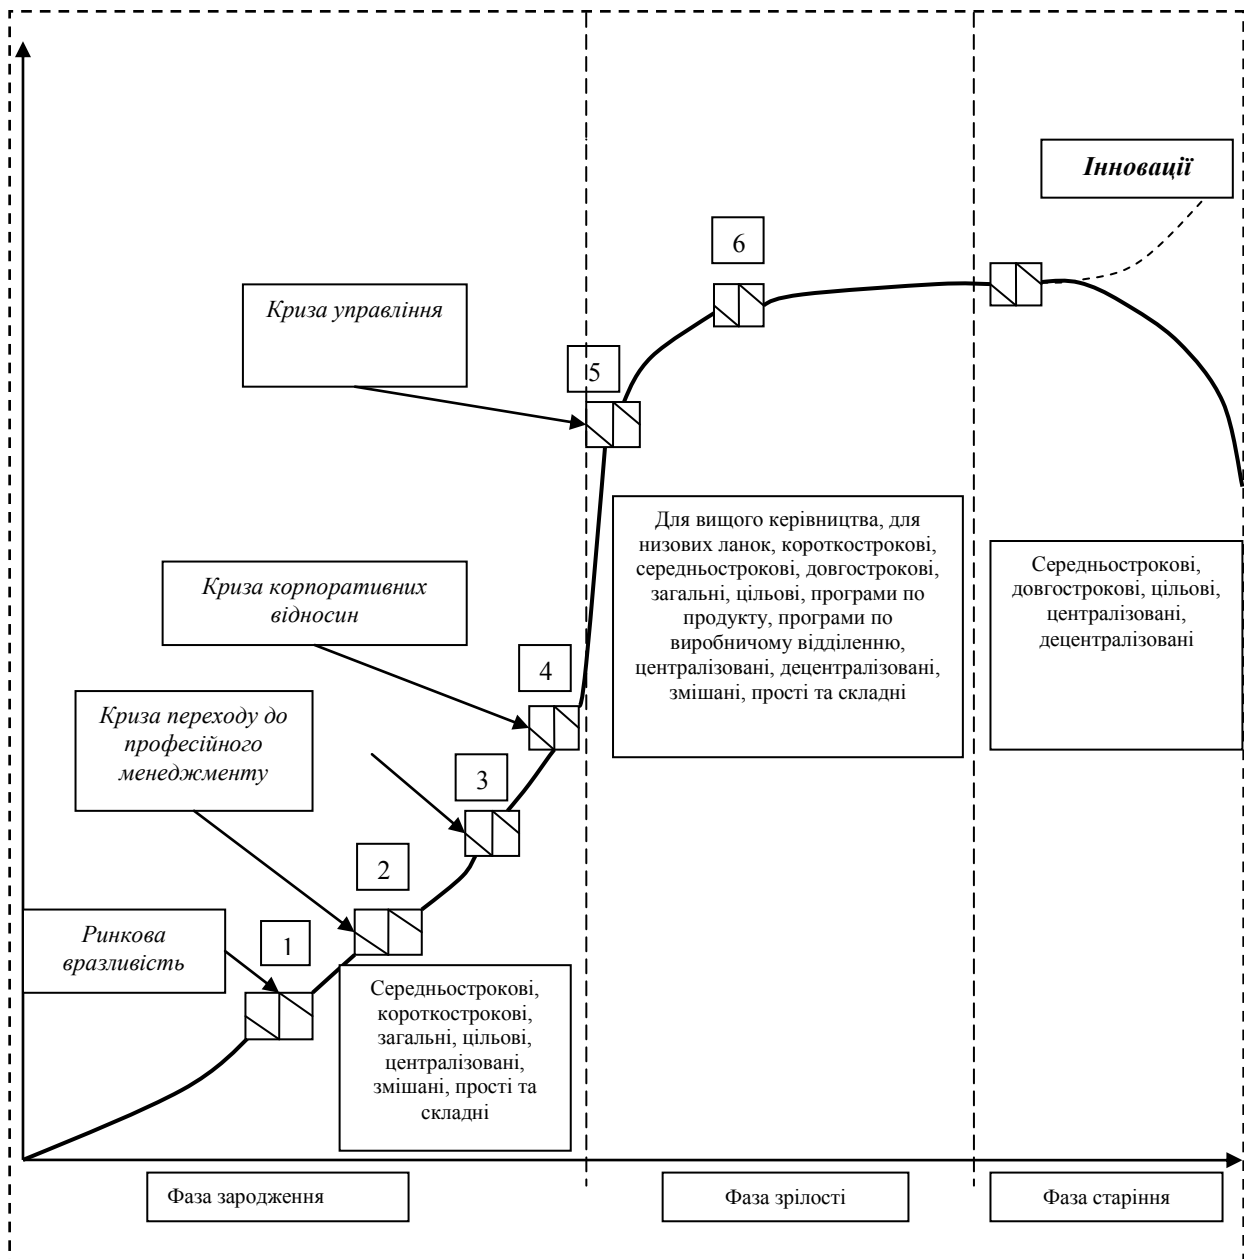 Інновації
6
Криза управління
5
Для вищого керівництва, для
низових ланок, короткострокові,
середньострокові, довгострокові,
загальні, цільові, програми по
продукту, програми по
виробничому відділенню,
централізовані, децентралізовані,
змішані, прості та складні
Середньострокові,
довгострокові, цільові,
централізовані,
децентралізовані
Криза корпоративних
відносин
4
Криза переходу до
професійного
менеджменту
3
2
Ринкова
вразливість
1
Середньострокові,
короткострокові,
загальні, цільові,
централізовані,
змішані, прості та
складні
Фаза зародження
Фаза зрілості
Фаза старіння